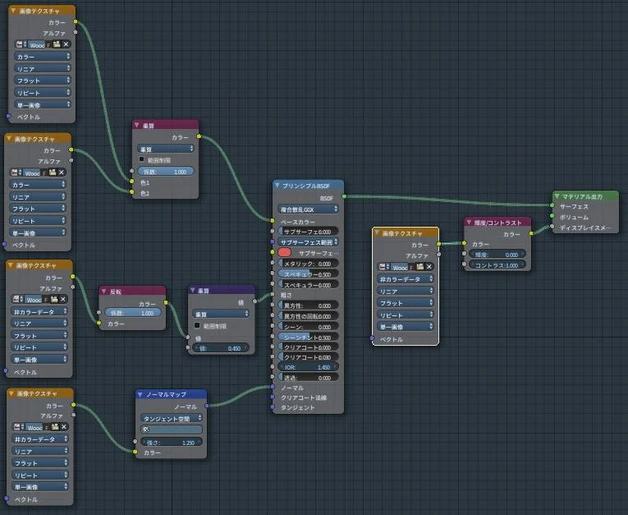 画像テクスチャ
カラー
アルファ
Wooc F
カラー
リニア
フラット
リピート
単一画像
ベクトル
画像テクスチャ
カラー
アルファ
Wooc F
カラー
リニア
フラット
リピート
単一画像
ベクトル
乗算
カラー
乗算
範囲制限
係数: 1.000
色1
色2
画像テクスチャ
カラー
アルファ
Wooc F
非カラーデータ
リニア
フラット
リピート
単一画像
ベクトル
反転
カラー
係数: 1.000
カラー
乗算
値
乗算
範囲制限
値
値: 0.450
画像テクスチャ
カラー
アルファ
Wooc F
非カラーデータ
リニア
フラット
リピート
単一画像
ベクトル
ノーマルマップ
ノーマル
タンジェント空間
強さ: 1.250
カラー
プリンシプルBSDF
BSDF
複合散乱GGX
ベースカラー
サブサーフェ:0.000
サブサーフェス範囲
サブサーフェ…
メタリック: 0.000
スペキュラー0.500
スペキュラー0.000
粗さ
異方性: 0.000
異方性の回転0.000
シーン: 0.000
シーンチント0.500
クリアコート0.000
クリアコート0.030
IOR: 1.450
透過: 0.000
ノーマル
クリアコート法線
タンジェント
画像テクスチャ
カラー
アルファ
Wooc F
非カラーデータ
リニア
フラット
リピート
単一画像
ベクトル
輝度/コントラスト
カラー
カラー
輝度: 0.000
コントラス:1.000
マテリアル出力
サーフェス
ボリューム
ディスプレイスメ…